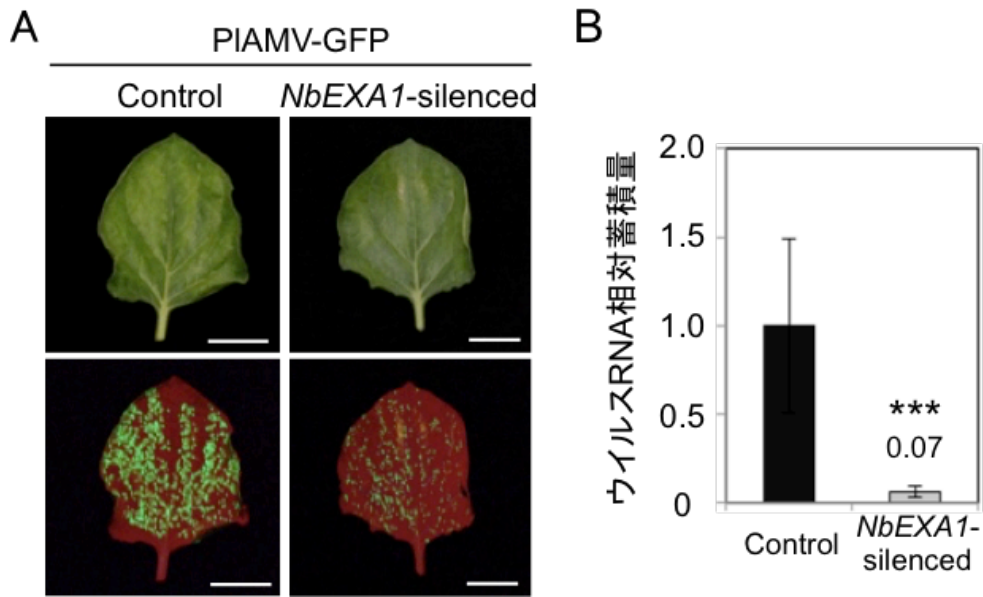 A
PlAMV-GFP
Control
NbEXA1-silenced
B
ウイルスRNA相対蓄積量
2.0
1.5
1.0
0.5
0
***
0.07
Control
NbEXA1-
silenced